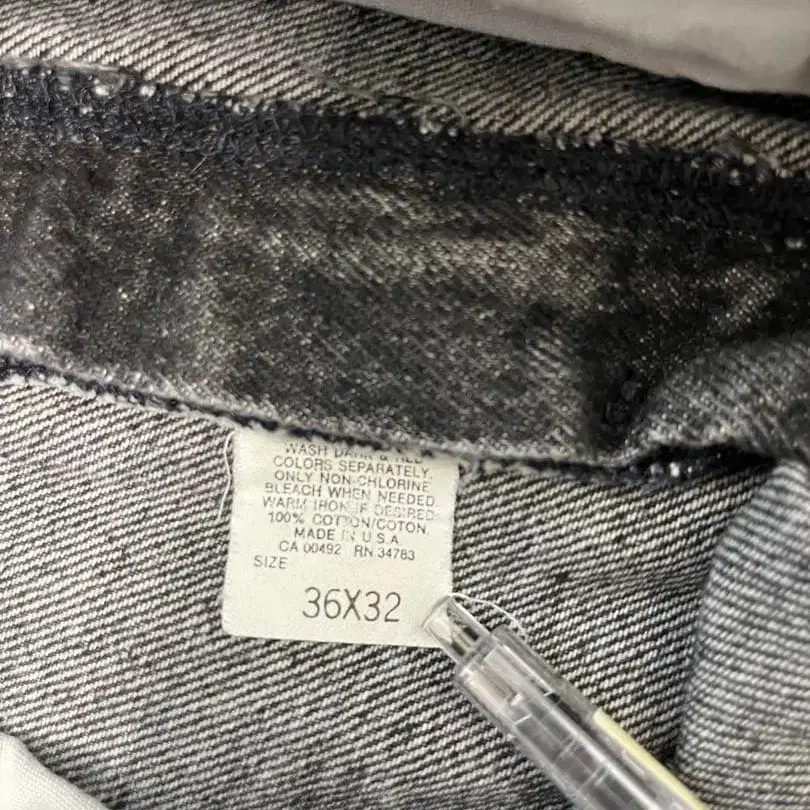 WASH DARK & RED
COLORS SEPARATELY.
ONLY NON-CHLORINE
BLEACH WHEN NEEDED.
WARM IRON IF DESIRED
100% COTTON/COTON
MADE IN U.S.A
CA 00492 RN 34783
SIZE
36X32